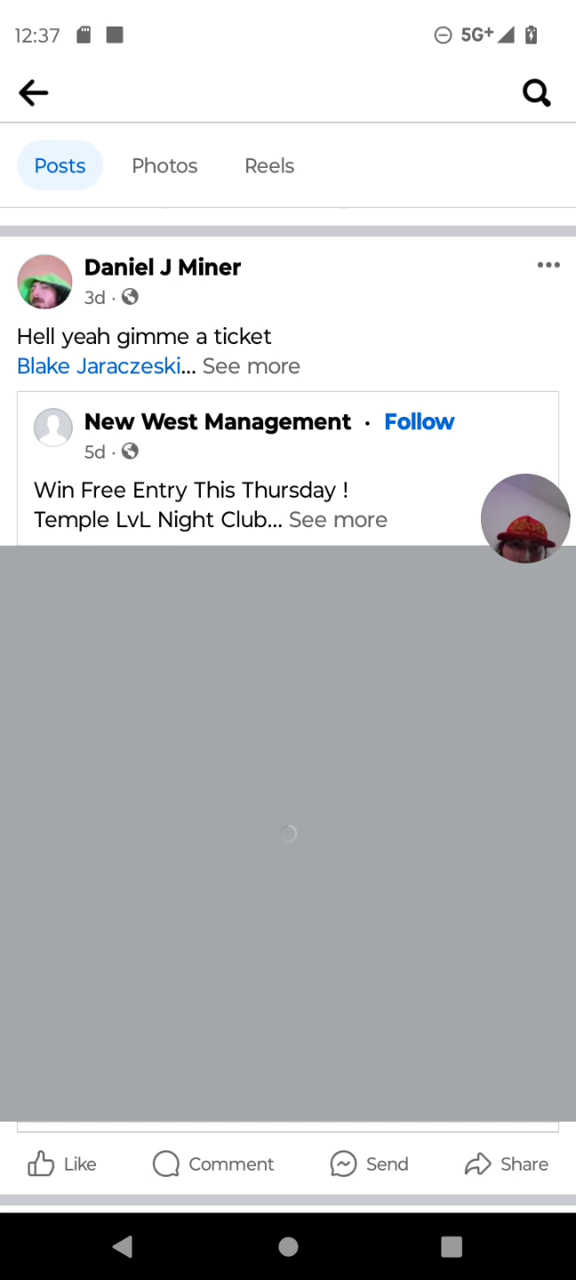 12:37 5G+
Posts Photos Reels
Daniel J Miner
3d ·
Hell yeah gimme a ticket
Blake Jaraczeski... See more
New West Management · Follow
5d ·
Win Free Entry This Thursday !
Temple LvL Night Club... See more
Like Comment Send Share